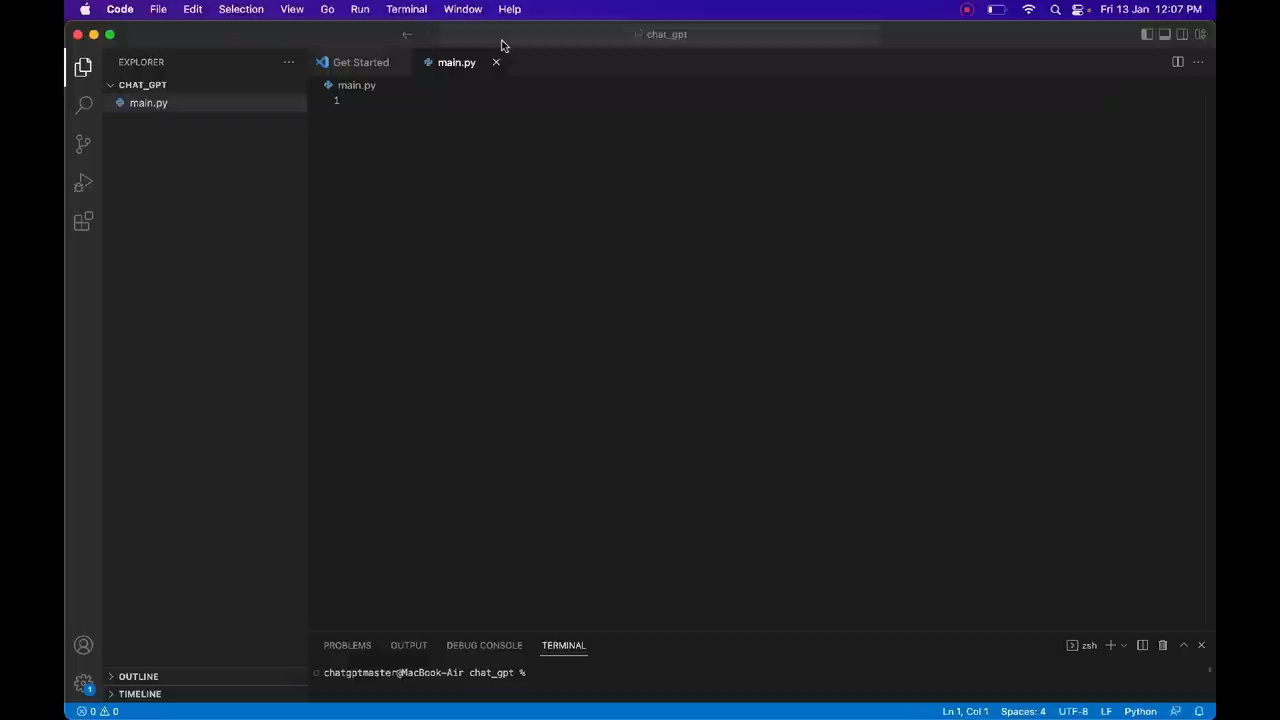 Code File Edit Selection View Go Run Terminal Window Help Fri 13 Jan 12:07 PM
chat_gpt
EXPLORER
Get Started main.py
CHAT_GPT
main.py
main.py
1
PROBLEMS OUTPUT DEBUG CONSOLE TERMINAL
zsh
chatgptmaster@MacBook-Air chat_gpt %
OUTLINE
TIMELINE
1
0 0
Ln 1, Col 1 Spaces: 4 UTF-8 LF Python